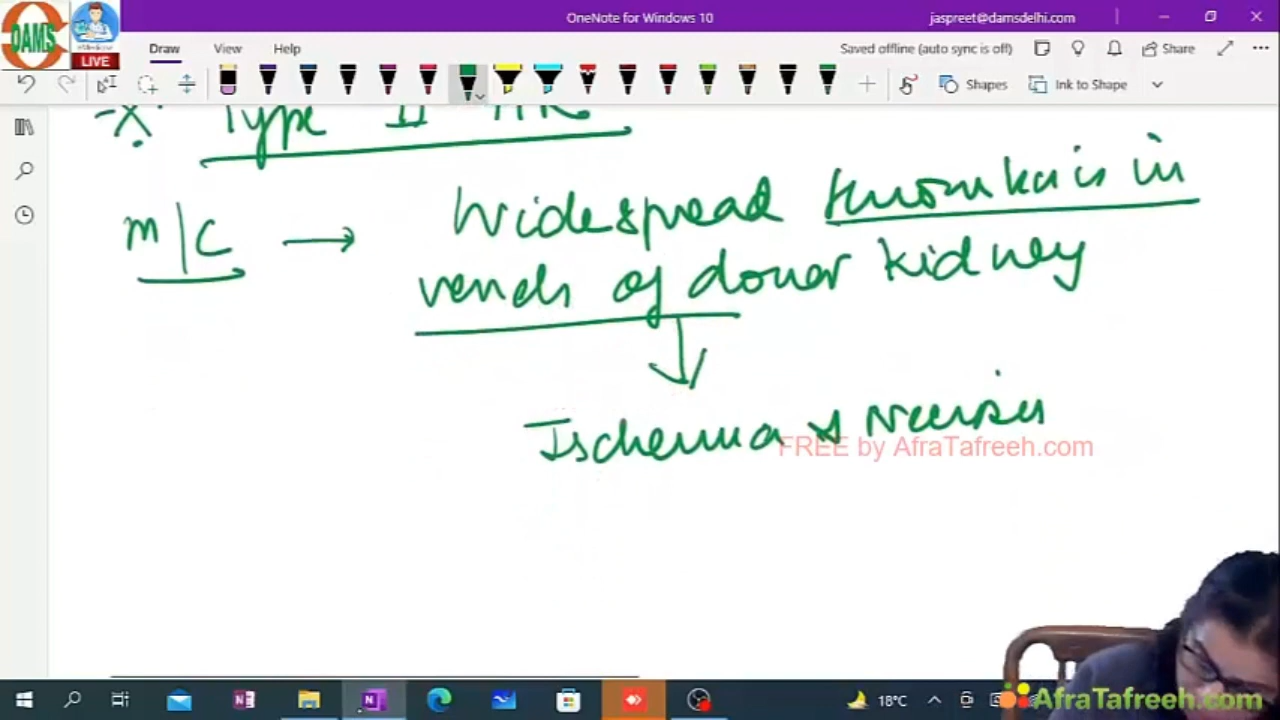 DAMS
eMedicoz
LIVE
OneNote for Windows 10
jaspreet@damsdelhi.com
Draw View Help
Saved offline (auto sync is off)
Share
Shapes
Ink to Shape
Type II HR
m/c → Widespread thrombosis in
vessels of donor kidney
Ischemia & Necrosis
FREE by AfraTafreeh.com
18°C
AfraTafreeh.com